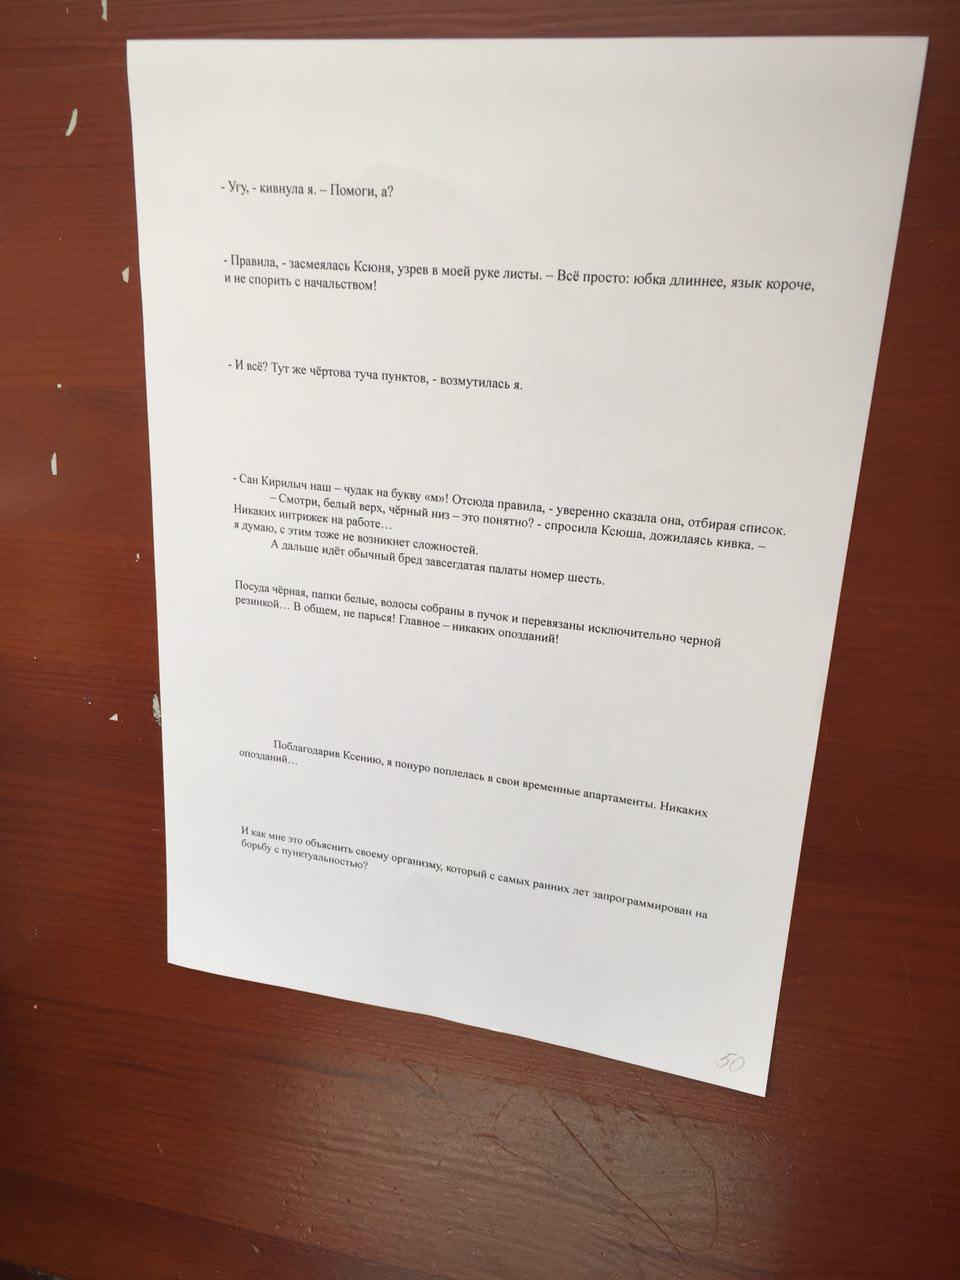 - Угу, - кивнула я. – Помоги, а?
- Правила, - засмеялась Ксюня, узрев в моей руке листы. – Всё просто: юбка длиннее, язык короче,
и не спорить с начальством!
- И всё? Тут же чёртова туча пунктов, - возмутилась я.
- Сан Кирилыч наш – чудак на букву «м»! Отсюда правила, - уверенно сказала она, отбирая список.
– Смотри, белый верх, чёрный низ – это понятно? - спросила Ксюша, дожидаясь кивка. –
Никаких интрижек на работе…
я думаю, с этим тоже не возникнет сложностей.
А дальше идёт обычный бред завсегдатая палаты номер шесть.
Посуда чёрная, папки белые, волосы собраны в пучок и перевязаны исключительно черной
резинкой… В общем, не парься! Главное – никаких опозданий!
Поблагодарив Ксению, я понуро поплелась в свои временные апартаменты. Никаких
опозданий…
И как мне это объяснить своему организму, который с самых ранних лет запрограммирован на
борьбу с пунктуальностью?
50